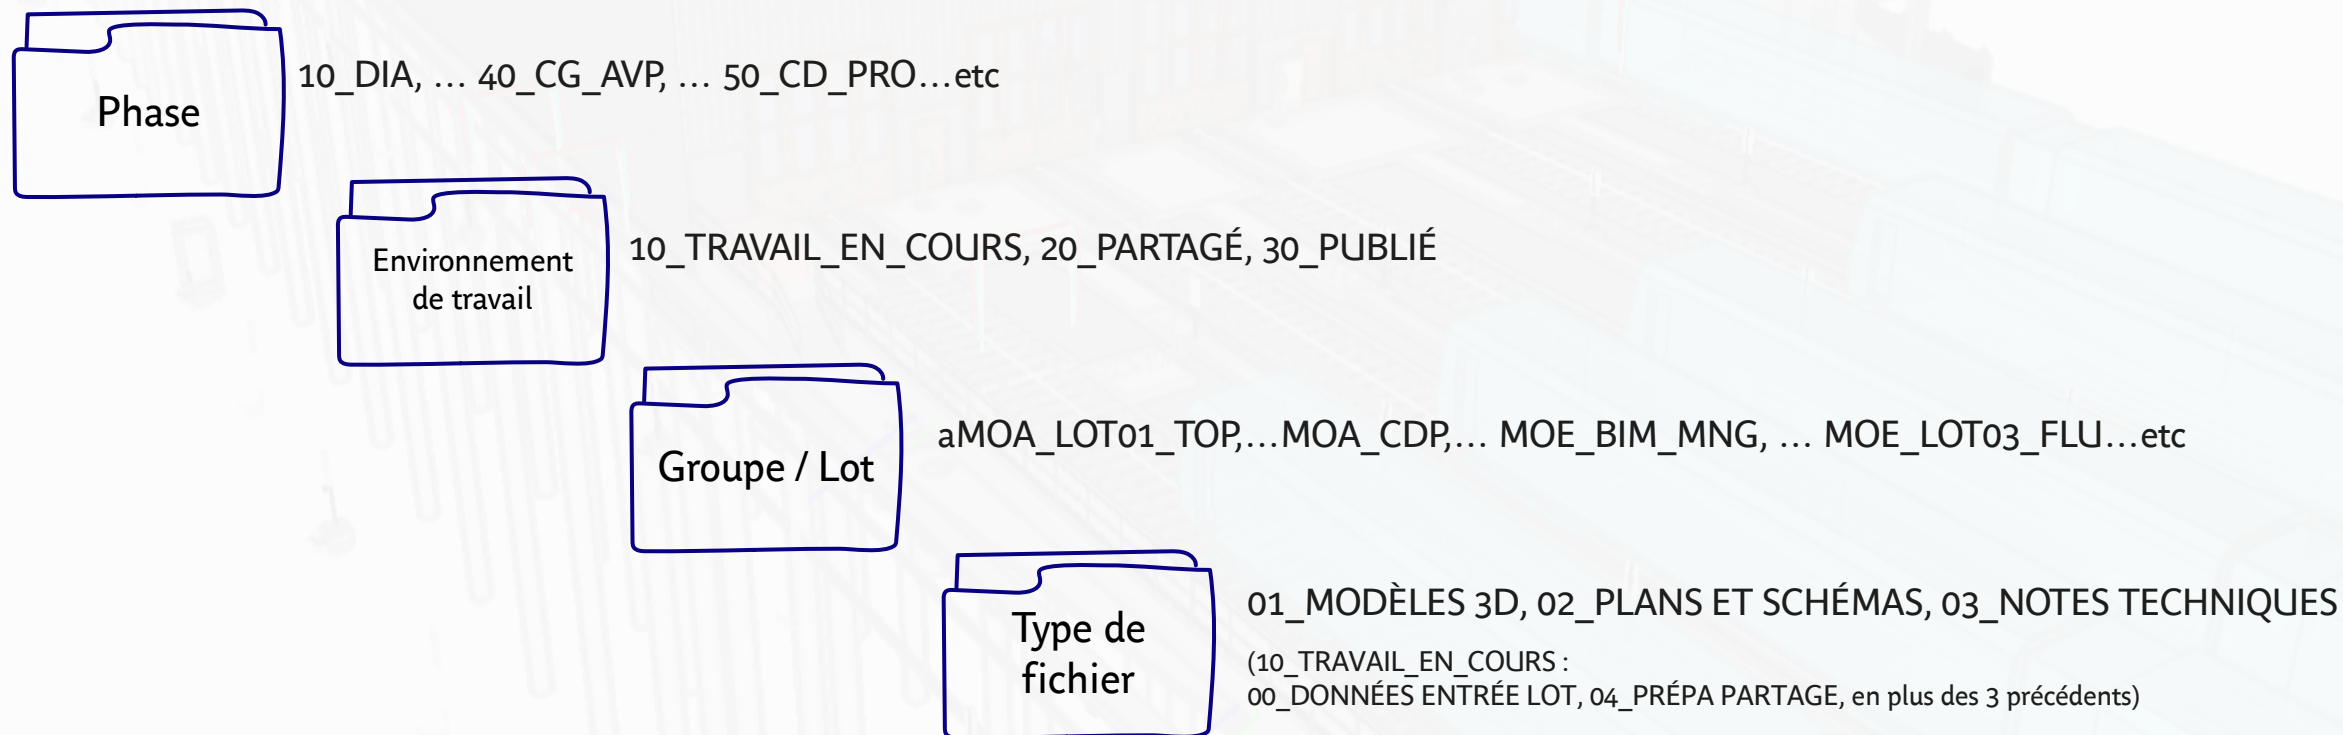 Phase
10_DIA, … 40_CG_AVP, … 50_CD_PRO…etc
Environnement
de travail
10_TRAVAIL_EN_COURS, 20_PARTAGÉ, 30_PUBLIÉ
Groupe / Lot
aMOA_LOT01_TOP,…MOA_CDP,… MOE_BIM_MNG, … MOE_LOT03_FLU…etc
Type de
fichier
01_MODÈLES 3D, 02_PLANS ET SCHÉMAS, 03_NOTES TECHNIQUES
(10_TRAVAIL_EN_COURS :
00_DONNÉES ENTRÉE LOT, 04_PRÉPA PARTAGE, en plus des 3 précédents)